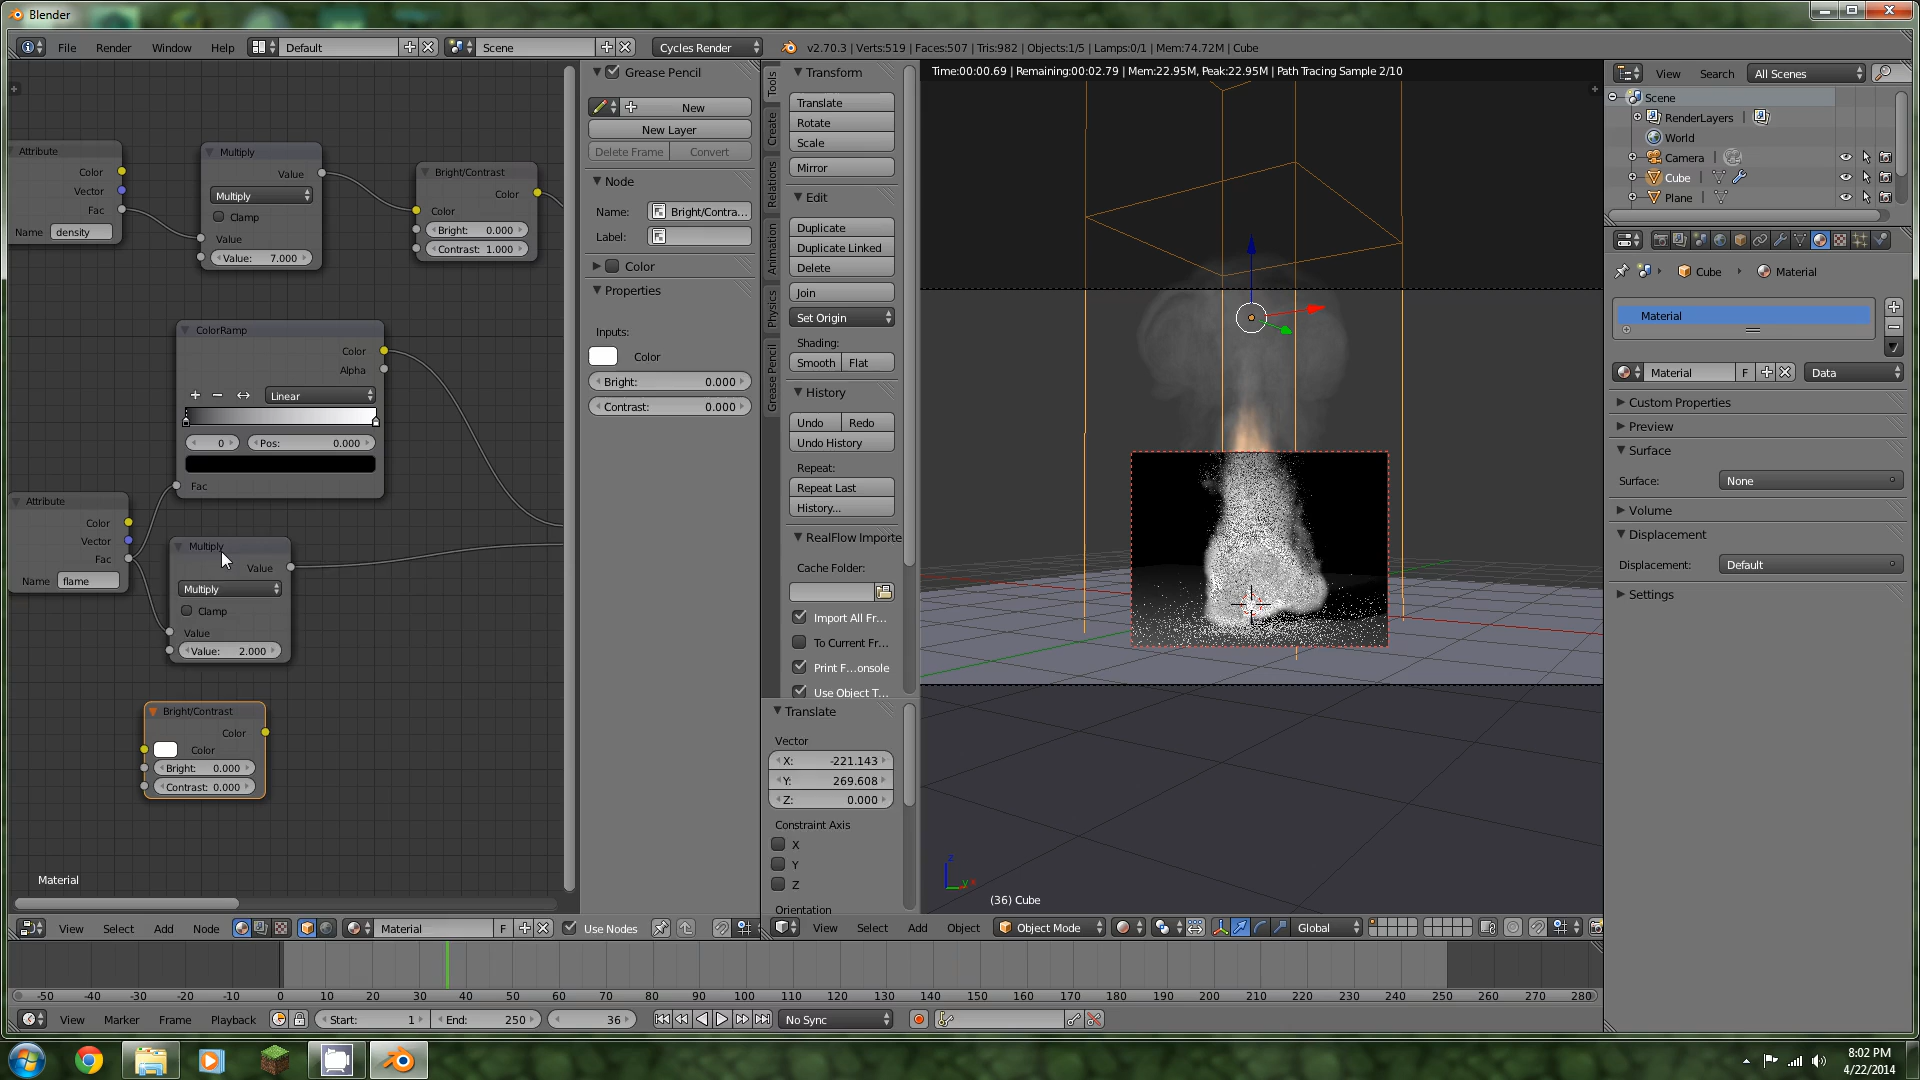 Blender
File Render Window Help Default Scene Cycles Render v2.70.3 | Verts:519 | Faces:507 | Tris:982 | Objects:1/5 | Lamps:0/1 | Mem:74.72M | Cube
Attribute
Color
Vector
Fac
Name density
Multiply
Value
Multiply
Clamp
Value
Value: 7.000
Bright/Contrast
Color
Color
Bright: 0.000
Contrast: 1.000
ColorRamp
Color
Alpha
Linear
0 Pos: 0.000
Fac
Attribute
Color
Vector
Fac
Name flame
Multiply
Value
Multiply
Clamp
Value
Value: 2.000
Bright/Contrast
Color
Color
Bright: 0.000
Contrast: 0.000
Material
View Select Add Node Material F Use Nodes
Grease Pencil
New
New Layer
Delete Frame Convert
Node
Name: Bright/Contra...
Label:
Color
Properties
Inputs:
Color
Bright: 0.000
Contrast: 0.000
Tools
Create
Relations
Animation
Physics
Grease Pencil
Transform
Translate
Rotate
Scale
Mirror
Edit
Duplicate
Duplicate Linked
Delete
Join
Set Origin
Shading:
Smooth Flat
History
Undo Redo
Undo History
Repeat:
Repeat Last
History...
RealFlow Importe
Cache Folder:
Import All Fr...
To Current Fr...
Print F...onsole
Use Object T...
Translate
Vector
X: -221.143
Y: 269.608
Z: 0.000
Constraint Axis
X
Y
Z
Orientation
Time:00:00.69 | Remaining:00:02.79 | Mem:22.95M, Peak:22.95M | Path Tracing Sample 2/10
z
y
(36) Cube
View Select Add Object Object Mode Global
View Search All Scenes
Scene
RenderLayers |
World
Camera |
Cube
Plane
Cube Material
Material
Material F Data
Custom Properties
Preview
Surface
Surface: None
Volume
Displacement
Displacement: Default
Settings
-50 -40 -30 -20 -10 0 10 20 30 40 50 60 70 80 90 100 110 120 130 140 150 160 170 180 190 200 210 220 230 240 250 260 270 280
View Marker Frame Playback Start: 1 End: 250 36 No Sync
8:02 PM
4/22/2014